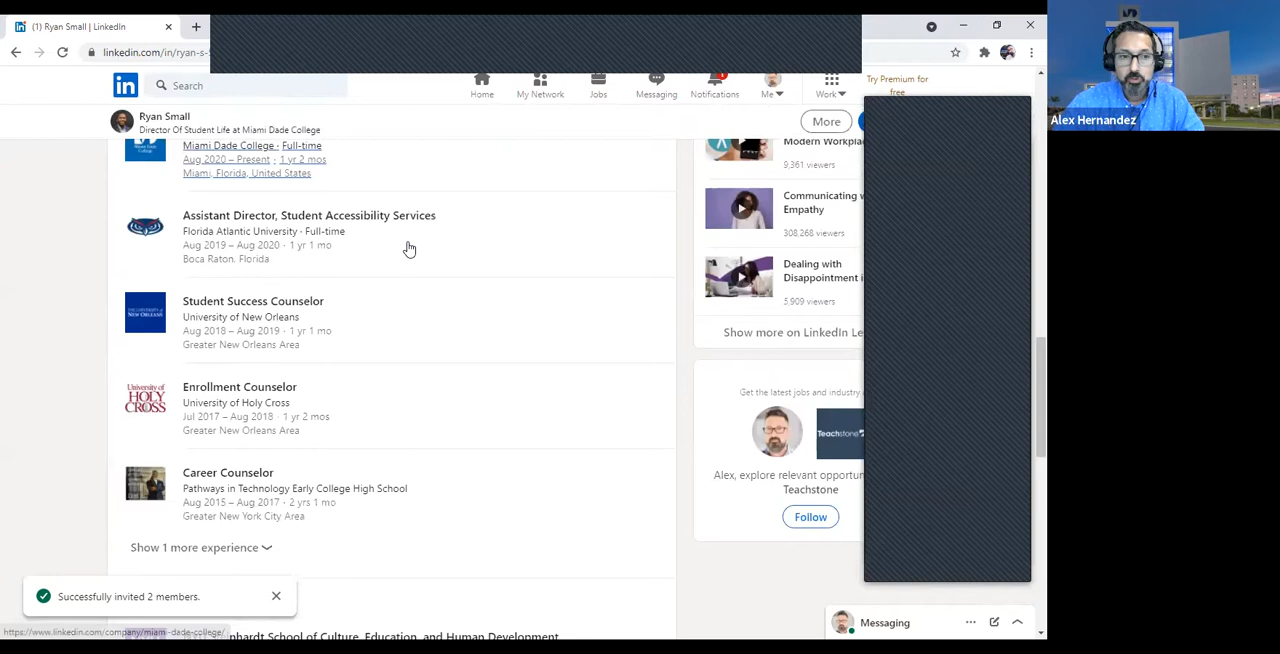 (1) Ryan Small | LinkedIn
linkedin.com/in/ryan-s-
Search
Home
My Network
Jobs
Messaging
Notifications
Me
Work
Try Premium for
free
Ryan Small
Director Of Student Life at Miami Dade College
More
Miami Dade College · Full-time
Aug 2020 – Present · 1 yr 2 mos
Miami, Florida, United States
Assistant Director, Student Accessibility Services
Florida Atlantic University · Full-time
Aug 2019 – Aug 2020 · 1 yr 1 mo
Boca Raton, Florida
UNIVERSITY OF
NEW ORLEANS
Student Success Counselor
University of New Orleans
Aug 2018 – Aug 2019 · 1 yr 1 mo
Greater New Orleans Area
University of
HOLY
CROSS
Enrollment Counselor
University of Holy Cross
Jul 2017 – Aug 2018 · 1 yr 2 mos
Greater New Orleans Area
Career Counselor
Pathways in Technology Early College High School
Aug 2015 – Aug 2017 · 2 yrs 1 mo
Greater New York City Area
Show 1 more experience
Successfully invited 2 members.
https://www.linkedin.com/company/miami-dade-college/
School of Culture, Education, and Human Development
Modern Workplac
9,361 viewers
Communicating w
Empathy
308,268 viewers
Dealing with
Disappointment i
5,909 viewers
Show more on LinkedIn Le
Get the latest jobs and industry
Teachstone
Alex, explore relevant opportun
Teachstone
Follow
Messaging
Alex Hernandez